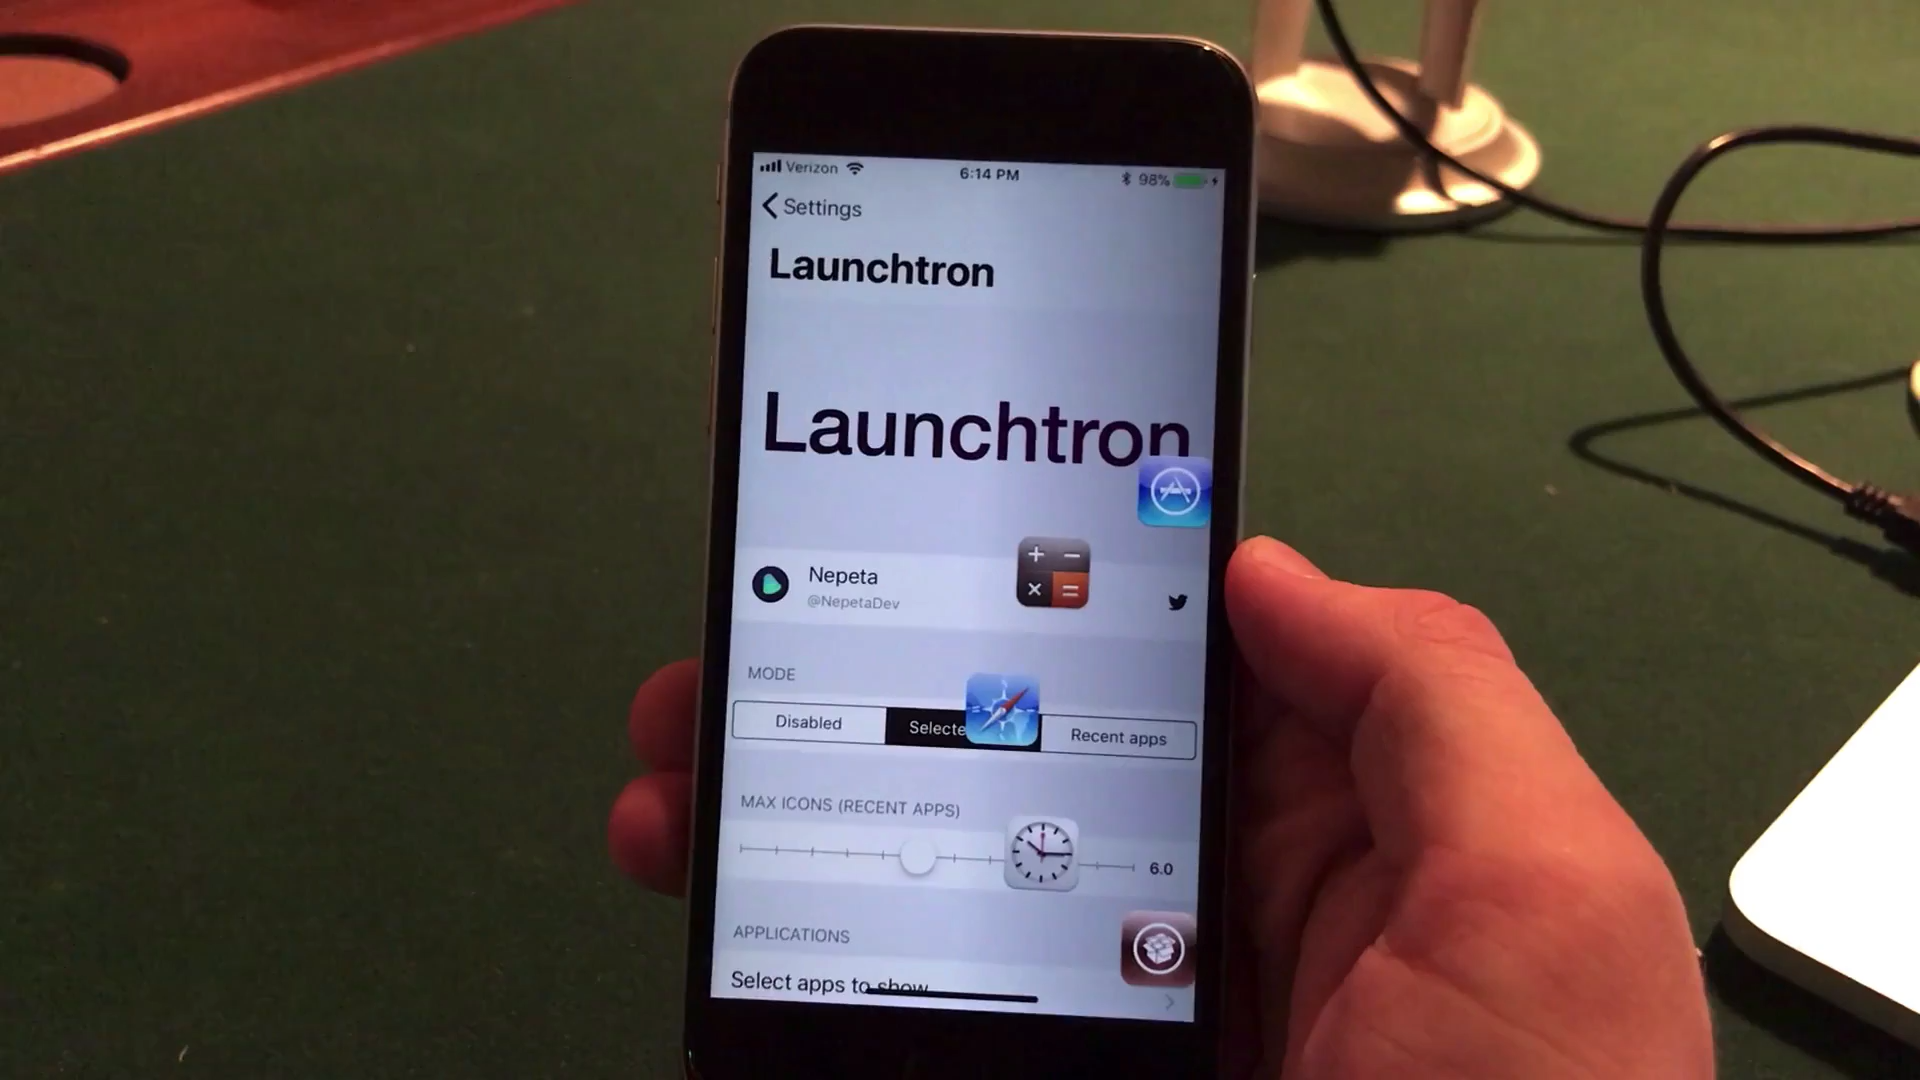 Verizon 6:14 PM 98%
Settings
Launchtron
Launchtron
Nepeta
@NepetaDev
MODE
Disabled Selecte Recent apps
MAX ICONS (RECENT APPS)
6.0
APPLICATIONS
Select apps to show